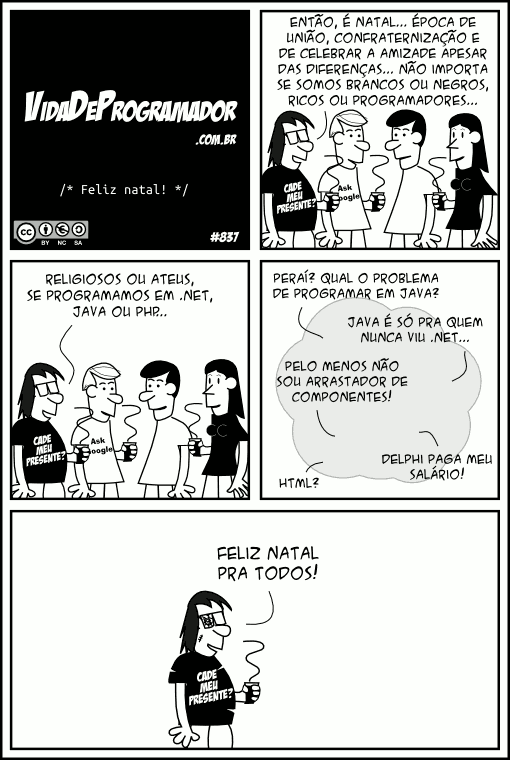 VIDADEPROGRAMADOR
.COM.BR
/* Feliz natal! */
cc
BY NC SA
#837
ENTÃO, É NATAL... ÉPOCA DE
UNIÃO, CONFRATERNIZAÇÃO E
DE CELEBRAR A AMIZADE APESAR
DAS DIFERENÇAS... NÃO IMPORTA
SE SOMOS BRANCOS OU NEGROS,
RICOS OU PROGRAMADORES...
CADE
MEU
PRESENTE?
Ask
oogle
RELIGIOSOS OU ATEUS,
SE PROGRAMAMOS EM .NET,
JAVA OU PHP...
CADE
MEU
PRESENTE?
Ask
oogle
PERAÍ? QUAL O PROBLEMA
DE PROGRAMAR EM JAVA?
JAVA É SÓ PRA QUEM
NUNCA VIU .NET...
PELO MENOS NÃO
SOU ARRASTADOR DE
COMPONENTES!
DELPHI PAGA MEU
SALÁRIO!
HTML?
FELIZ NATAL
PRA TODOS!
CADE
MEU
PRESENTE?